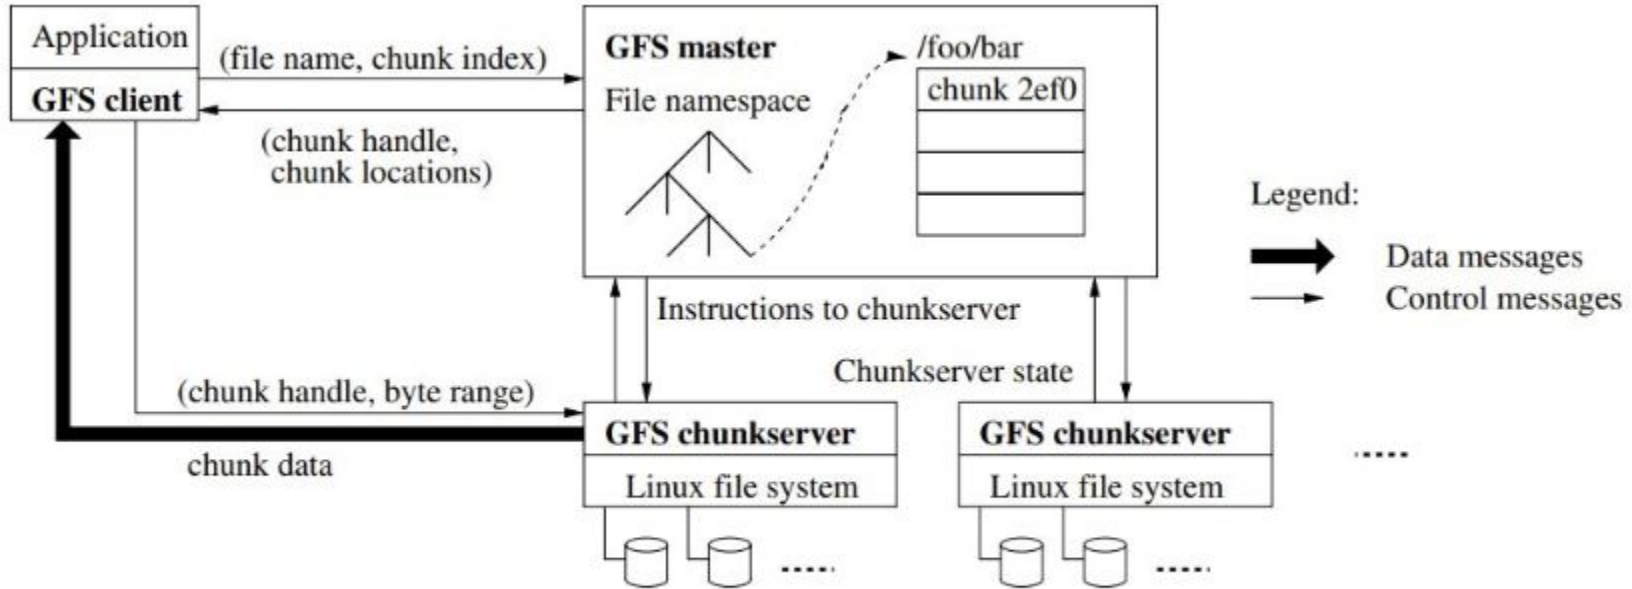 Application
GFS client
(file name, chunk index)
(chunk handle,
chunk locations)
GFS master
File namespace
/foo/bar
chunk 2ef0
Legend:
Data messages
Control messages
Instructions to chunkserver
Chunkserver state
(chunk handle, byte range)
chunk data
GFS chunkserver
Linux file system
GFS chunkserver
Linux file system